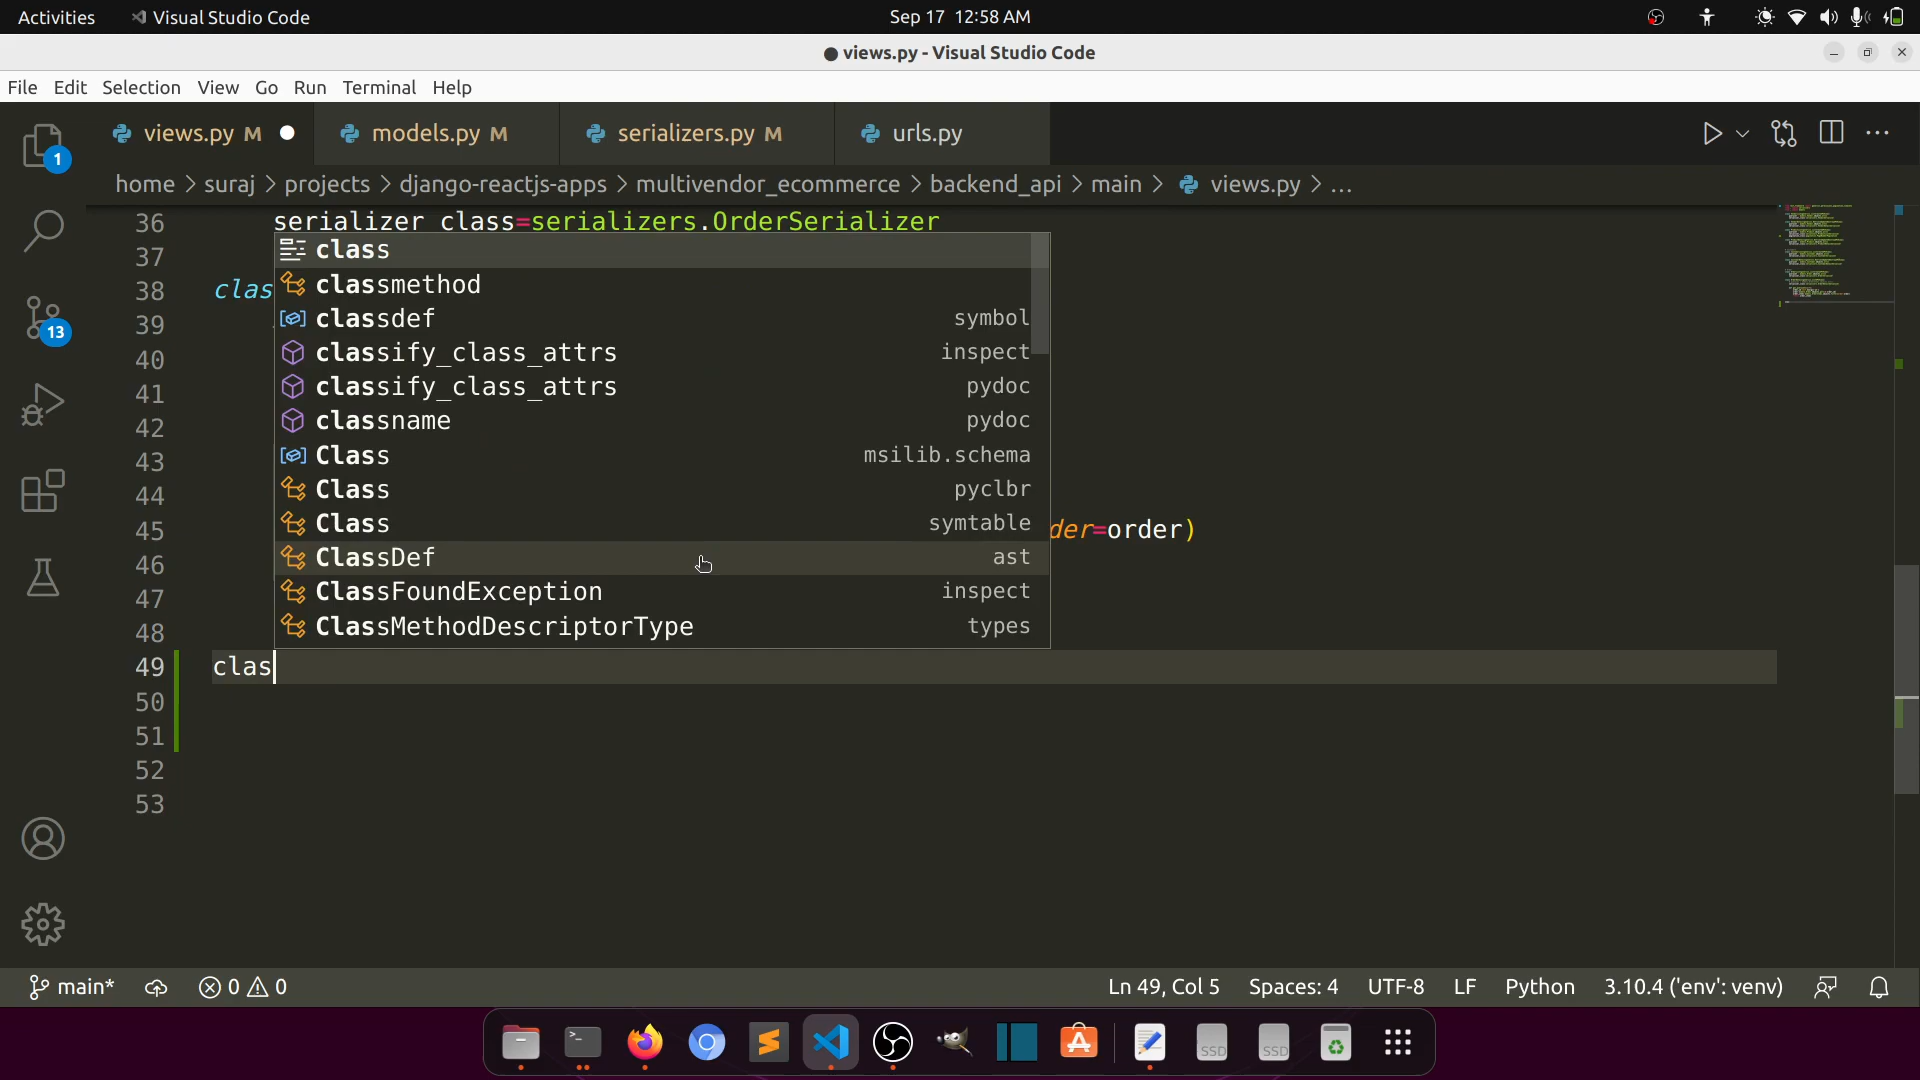 Activities Visual Studio Code Sep 17 12:58 AM
views.py - Visual Studio Code
File Edit Selection View Go Run Terminal Help
views.py M models.py M serializers.py M urls.py
home > suraj > projects > django-reactjs-apps > multivendor_ecommerce > backend_api > main > views.py > ...
36 serializer_class=serializers.OrderSerializer
37 class
38 clas classmethod
39 classdef symbol
40 classify_class_attrs inspect
41 classify_class_attrs pydoc
42 classname pydoc
43 Class msilib.schema
44 Class pyclbr
45 Class symtable der=order)
46 ClassDef ast
47 ClassFoundException inspect
48 ClassMethodDescriptorType types
49 clas
50
51
52
53
1
13
main* 0 0 Ln 49, Col 5 Spaces: 4 UTF-8 LF Python 3.10.4 ('env': venv)
SSD SSD